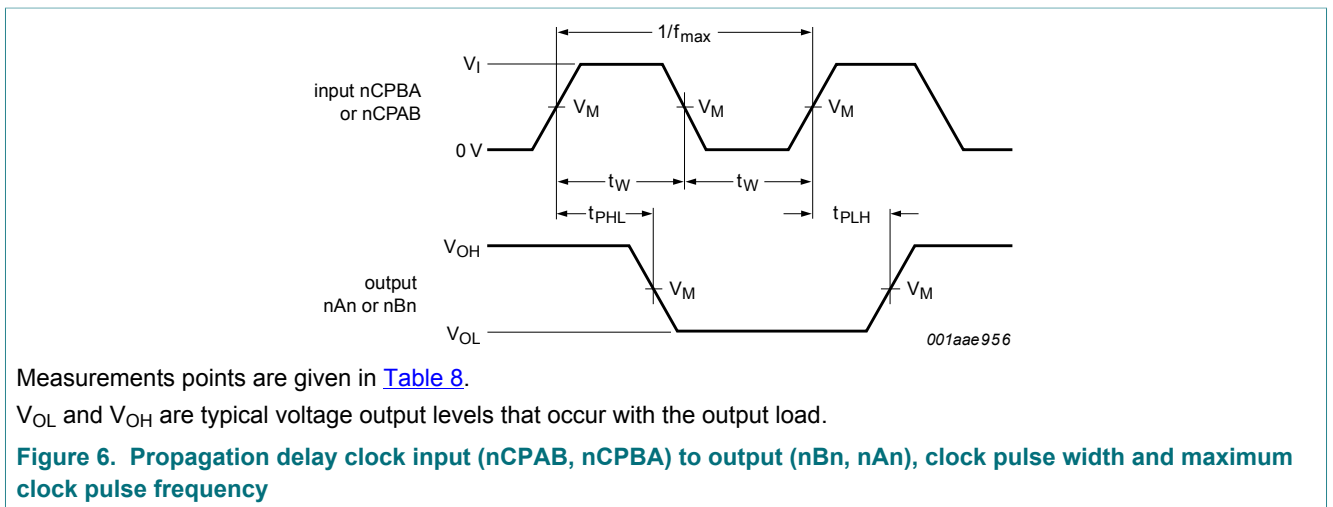 1/fmax
VI
input nCPBA
or nCPAB
VM
VM
VM
0 V
tW
tW
tPHL
tPLH
VOH
output
nAn or nBn
VM
VM
VOL
001aae956
Measurements points are given in Table 8.
VOL and VOH are typical voltage output levels that occur with the output load.
Figure 6. Propagation delay clock input (nCPAB, nCPBA) to output (nBn, nAn), clock pulse width and maximum
clock pulse frequency